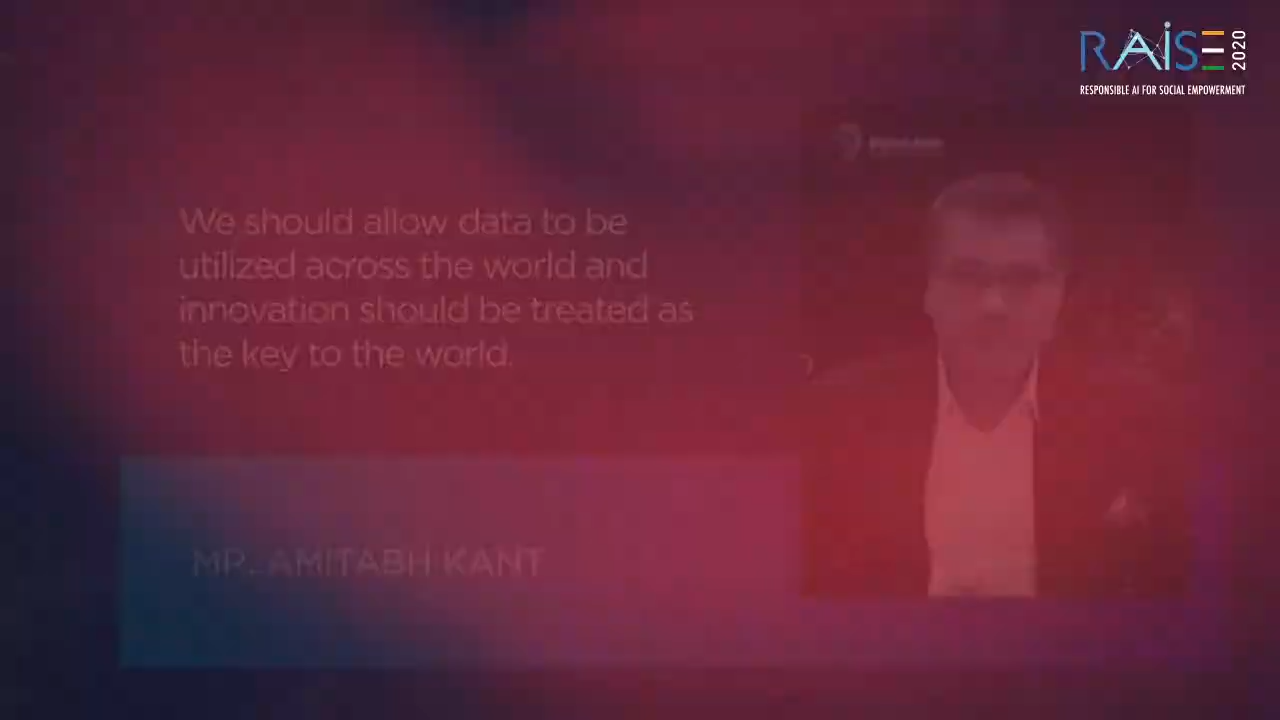 RAISE 2020
RESPONSIBLE AI FOR SOCIAL EMPOWERMENT
We should allow data to be
utilized across the world and
innovation should be treated as
the key to the world.
MR. AMITABH KANT